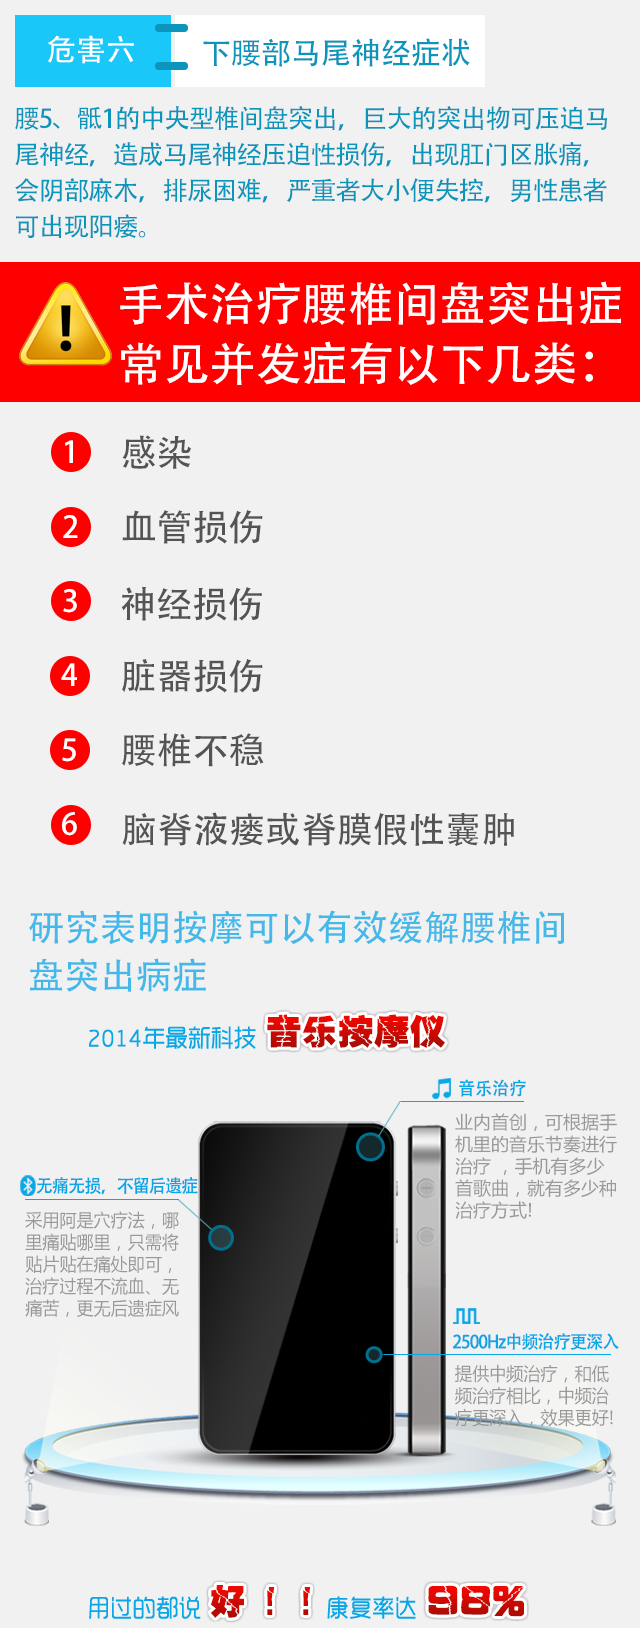 危害六
下腰部马尾神经症状
腰5、骶1的中央型椎间盘突出，巨大的突出物可压迫马
尾神经，造成马尾神经压迫性损伤，出现肛门区胀痛，
会阴部麻木，排尿困难，严重者大小便失控，男性患者
可出现阳痿。
手术治疗腰椎间盘突出症
常见并发症有以下几类：
1 感染
2 血管损伤
3 神经损伤
4 脏器损伤
5 腰椎不稳
6 脑脊液瘘或脊膜假性囊肿
研究表明按摩可以有效缓解腰椎间
盘突出病症
2014年最新科技 音乐按摩仪
音乐治疗
业内首创，可根据手
机里的音乐节奏进行
治疗 ，手机有多少
首歌曲，就有多少种
治疗方式!
无痛无损，不留后遗症
采用阿是穴疗法，哪
里痛贴哪里，只需将
贴片贴在痛处即可，
治疗过程不流血、无
痛苦，更无后遗症风
2500Hz中频治疗更深入
提供中频治疗，和低
频治疗相比，中频治
疗更深入，效果更好!
用过的都说 好！！ 康复率达 98%